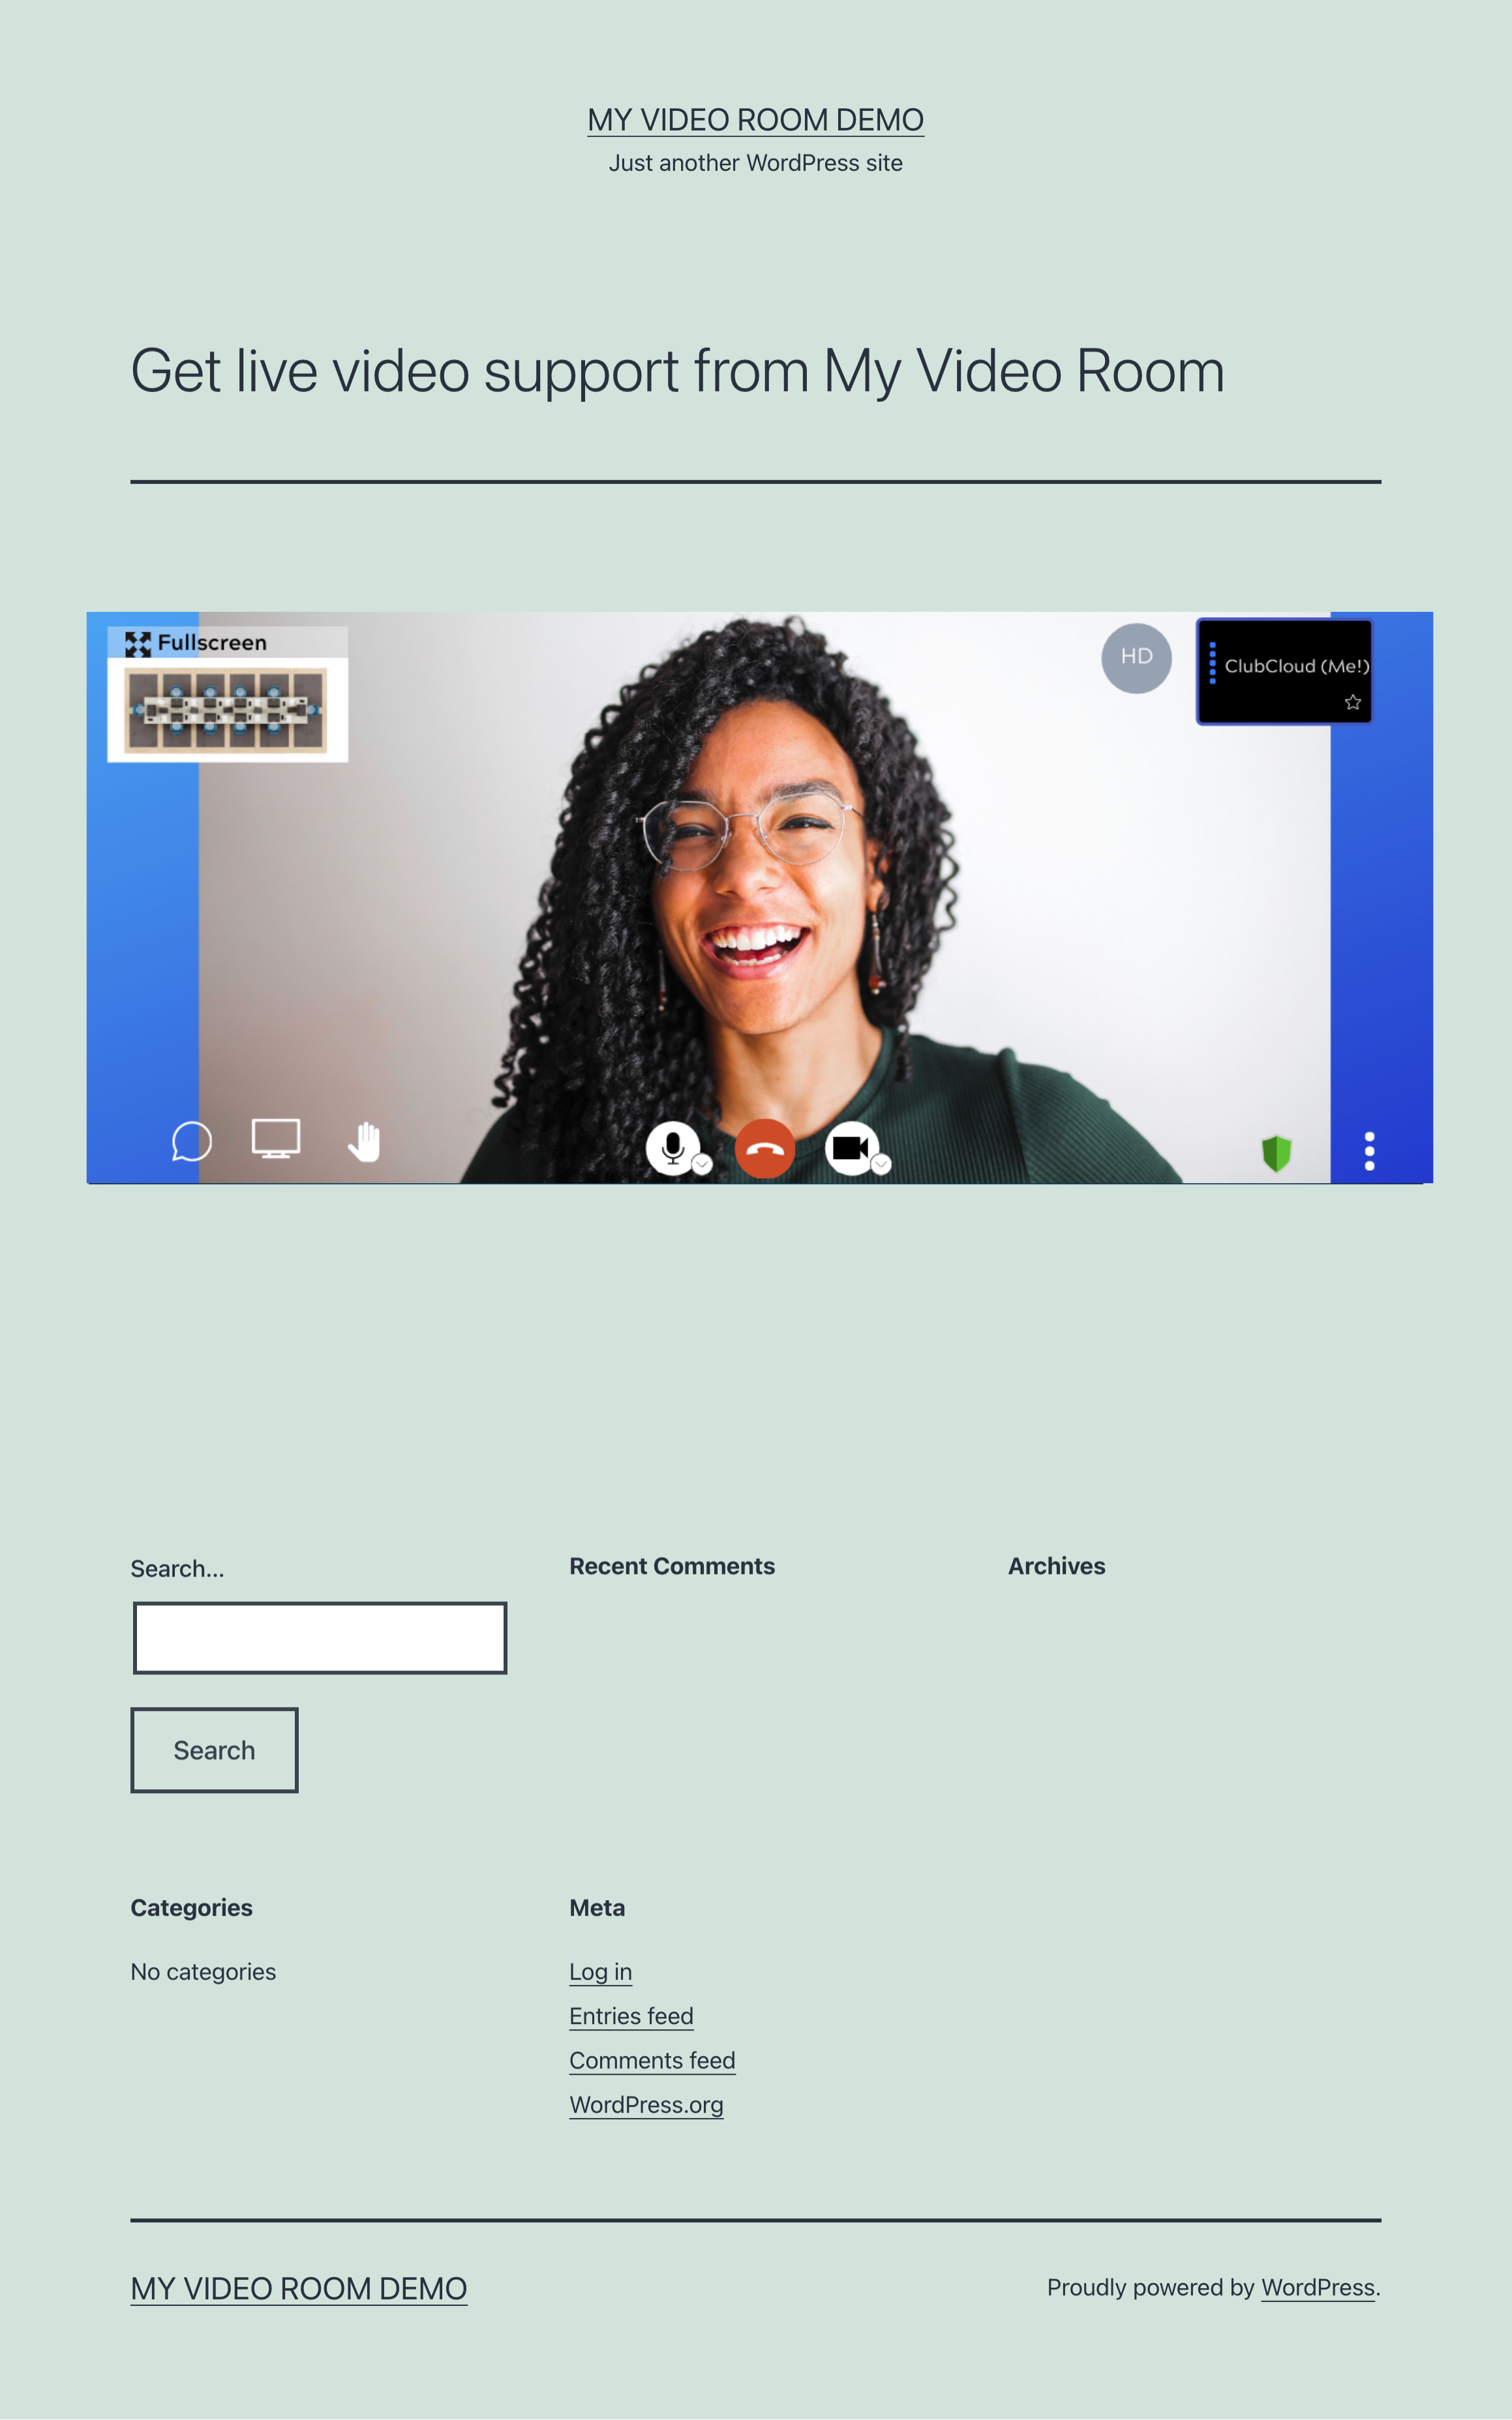 MY VIDEO ROOM DEMO
Just another WordPress site
Get live video support from My Video Room
Fullscreen
HD
ClubCloud (Me!)
Search…
Recent Comments
Archives
Search
Categories
Meta
No categories
Log in
Entries feed
Comments feed
WordPress.org
MY VIDEO ROOM DEMO
Proudly powered by WordPress.